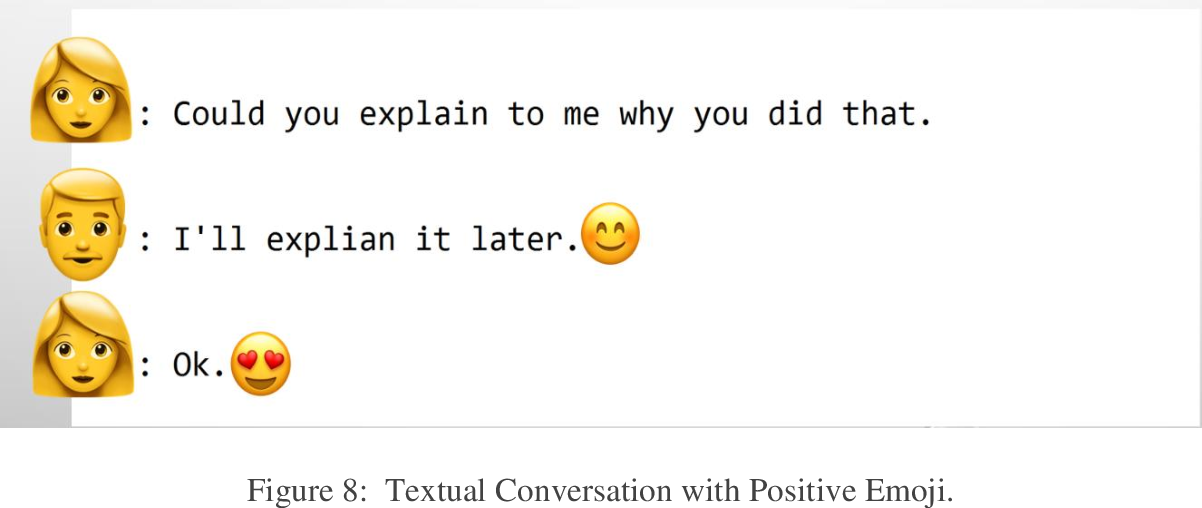 : Could you explain to me why you did that.
: I'll explian it later.😊
: Ok.😍
Figure 8: Textual Conversation with Positive Emoji.